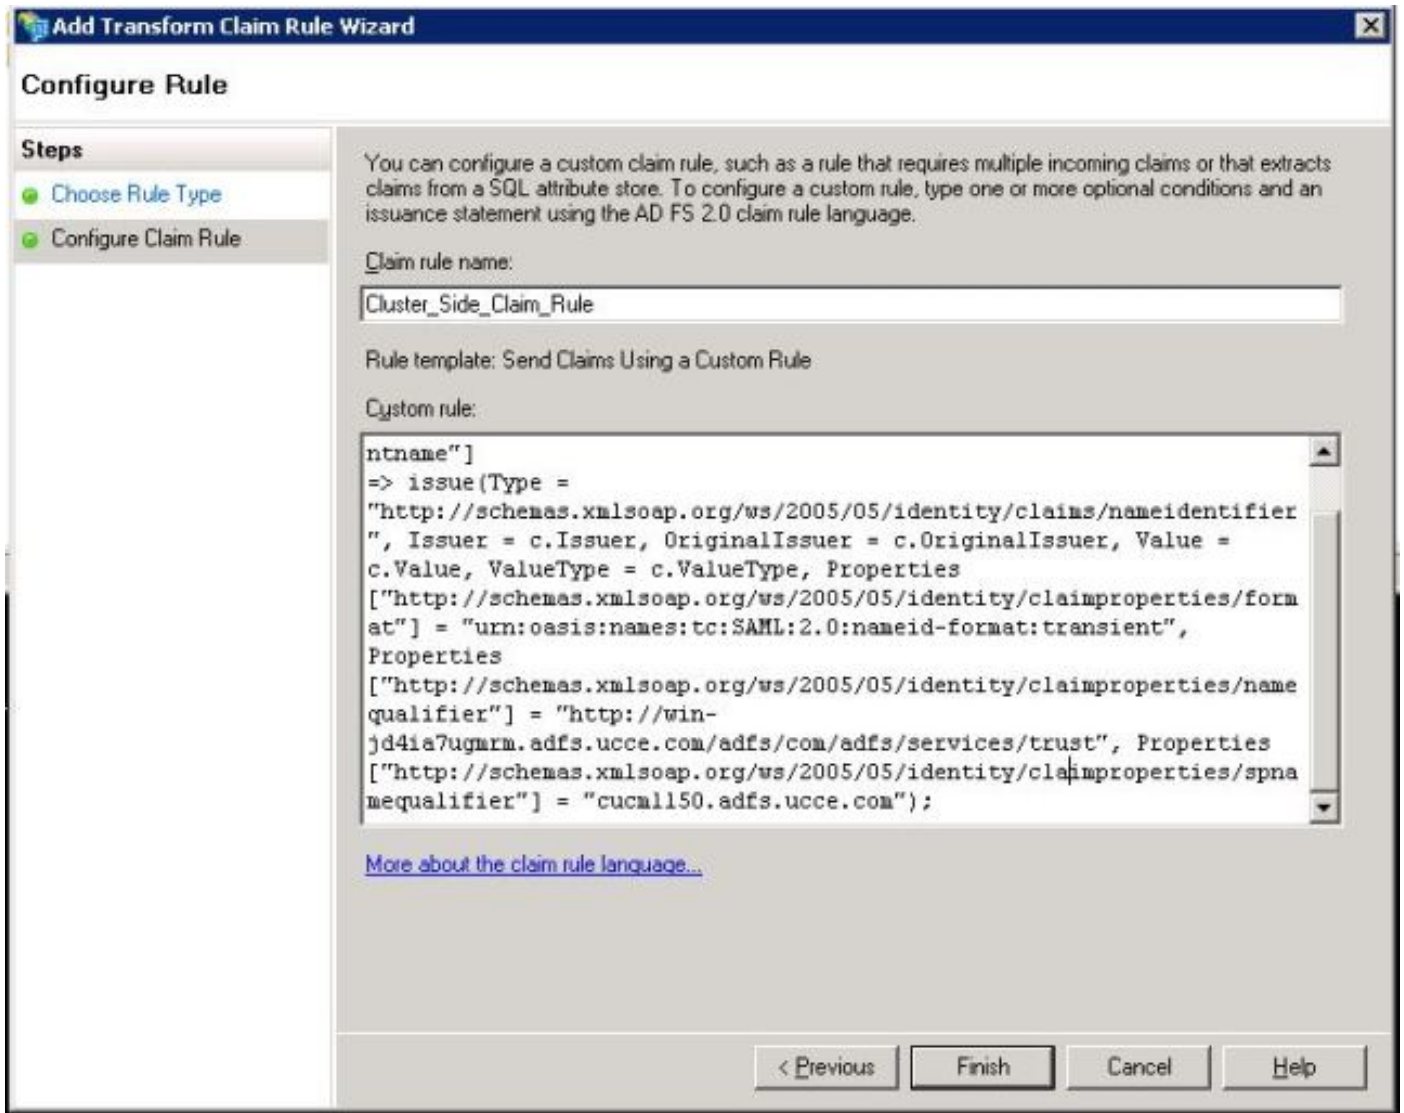 Add Transform Claim Rule Wizard
Configure Rule
Steps
Choose Rule Type
Configure Claim Rule
You can configure a custom claim rule, such as a rule that requires multiple incoming claims or that extracts
claims from a SQL attribute store. To configure a custom rule, type one or more optional conditions and an
issuance statement using the AD FS 2.0 claim rule language.
Claim rule name:
Cluster_Side_Claim_Rule
Rule template: Send Claims Using a Custom Rule
Custom rule:
ntname"]
=> issue(Type =
"http://schemas.xmlsoap.org/ws/2005/05/identity/claims/nameidentifier
", Issuer = c.Issuer, OriginalIssuer = c.OriginalIssuer, Value =
c.Value, ValueType = c.ValueType, Properties
["http://schemas.xmlsoap.org/ws/2005/05/identity/claimproperties/form
at"] = "urn:oasis:names:tc:SAML:2.0:nameid-format:transient",
Properties
["http://schemas.xmlsoap.org/ws/2005/05/identity/claimproperties/name
qualifier"] = "http://win-
jd4ia7ugmrm.adfs.ucce.com/adfs/com/adfs/services/trust", Properties
["http://schemas.xmlsoap.org/ws/2005/05/identity/claimproperties/spna
mequalifier"] = "cucm1150.adfs.ucce.com");
More about the claim rule language...
< Previous
Finish
Cancel
Help